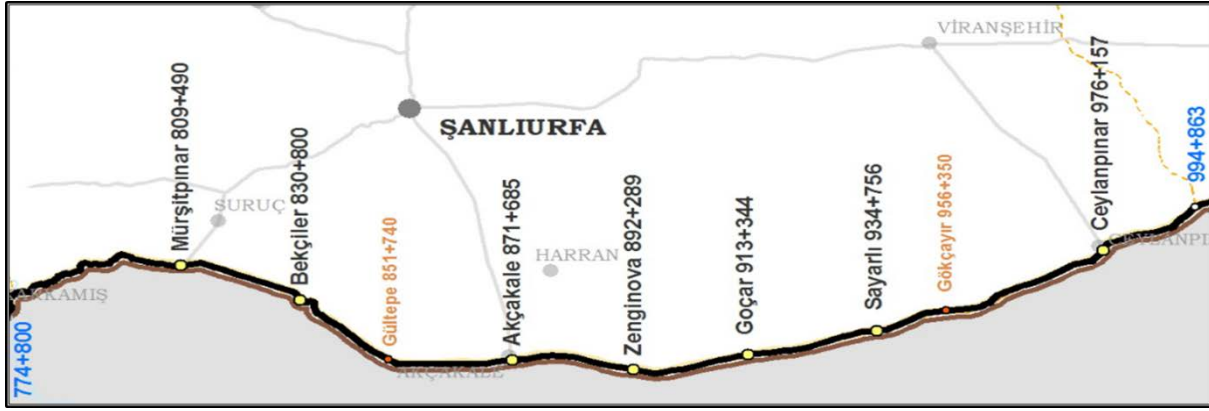 VİRANŞEHİR
ŞANLIURFA
SURUÇ
HARRAN
AKÇAKALE
774+800
Mürşitpınar 809+490
Bekçiler 830+800
Gültepe 851+740
Akçakale 871+685
Zenginova 892+289
Goçar 913+344
Sayarlı 934+756
Gökçayır 956+350
Ceylanpınar 976+157
994+863